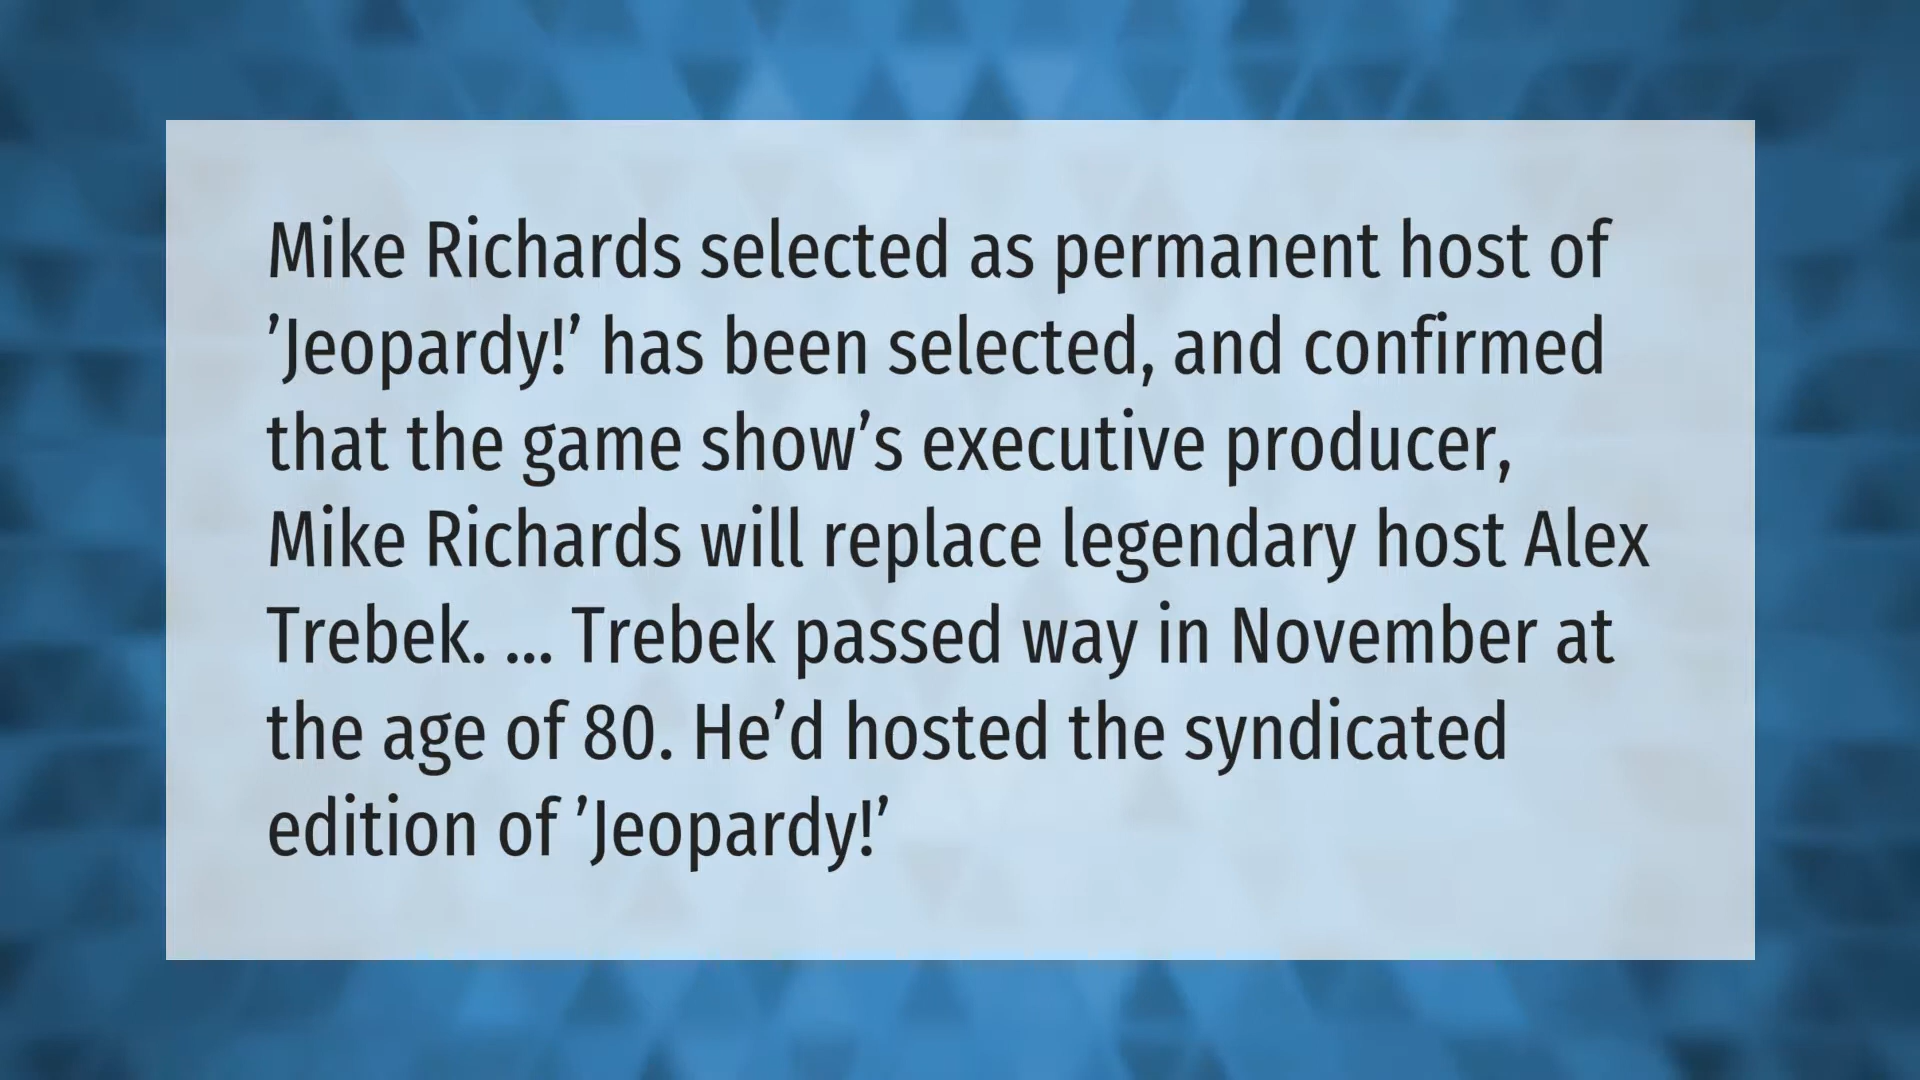 Mike Richards selected as permanent host of
’Jeopardy!’ has been selected, and confirmed
that the game show’s executive producer,
Mike Richards will replace legendary host Alex
Trebek. ... Trebek passed way in November at
the age of 80. He’d hosted the syndicated
edition of ’Jeopardy!’